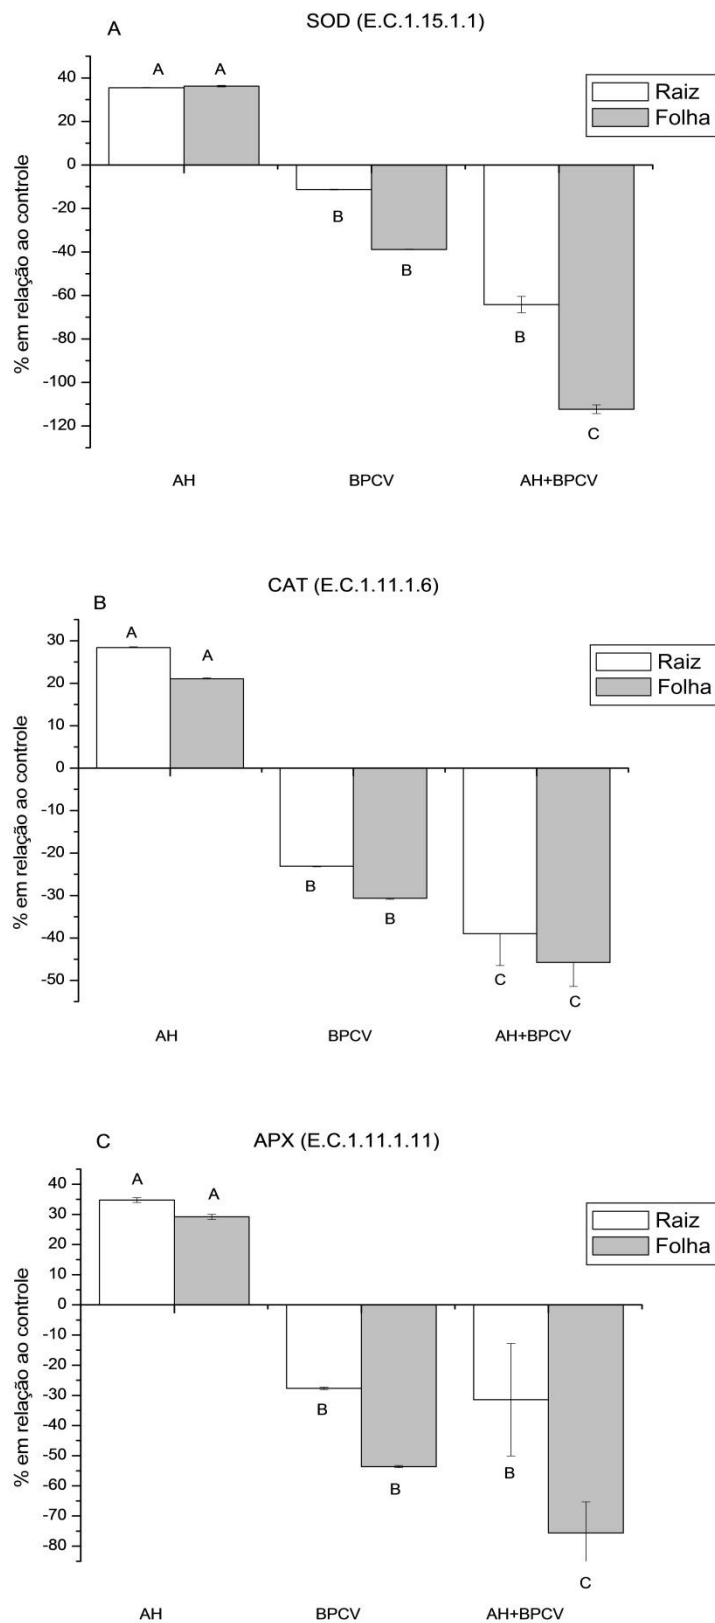 A
SOD (E.C.1.15.1.1)
% em relação ao controle
40
20
0
-20
-40
-60
-80
-100
-120
A
A
B
B
B
C
Raiz
Folha
AH
BPCV
AH+BPCV
B
CAT (E.C.1.11.1.6)
% em relação ao controle
30
20
10
0
-10
-20
-30
-40
-50
A
A
B
B
C
C
Raiz
Folha
AH
BPCV
AH+BPCV
C
APX (E.C.1.11.1.11)
% em relação ao controle
40
30
20
10
0
-10
-20
-30
-40
-50
-60
-70
-80
A
A
B
B
B
C
Raiz
Folha
AH
BPCV
AH+BPCV